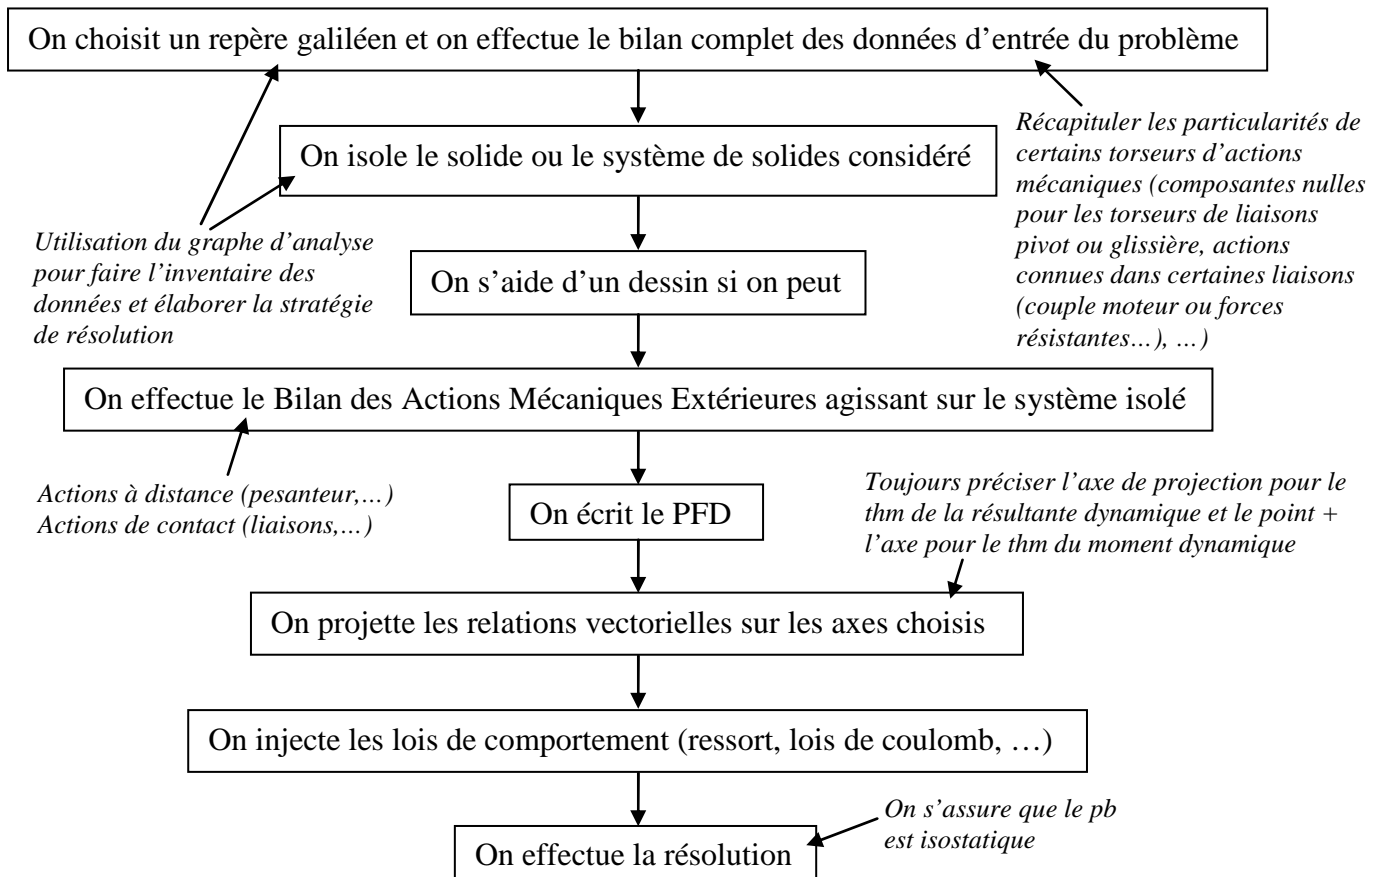 On choisit un repère galiléen et on effectue le bilan complet des données d’entrée du problème
On isole le solide ou le système de solides considéré
Récapituler les particularités de
certains torseurs d’actions
mécaniques (composantes nulles
pour les torseurs de liaisons
pivot ou glissière, actions
connues dans certaines liaisons
(couple moteur ou forces
résistantes…), …)
Utilisation du graphe d’analyse
pour faire l’inventaire des
données et élaborer la stratégie
de résolution
On s’aide d’un dessin si on peut
On effectue le Bilan des Actions Mécaniques Extérieures agissant sur le système isolé
Actions à distance (pesanteur,…)
Actions de contact (liaisons,…)
On écrit le PFD
Toujours préciser l’axe de projection pour le
thm de la résultante dynamique et le point +
l’axe pour le thm du moment dynamique
On projette les relations vectorielles sur les axes choisis
On injecte les lois de comportement (ressort, lois de coulomb, …)
On s’assure que le pb
est isostatique
On effectue la résolution